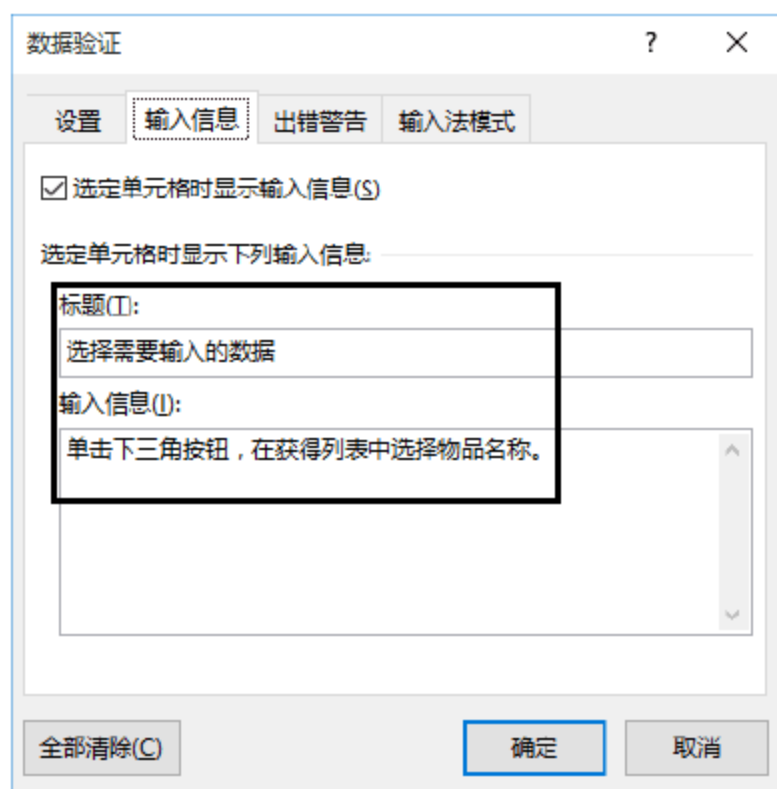 数据验证 ?
设置 输入信息 出错警告 输入法模式
选定单元格时显示输入信息(S)
选定单元格时显示下列输入信息:
标题(T):
选择需要输入的数据
输入信息(I):
单击下三角按钮,在获得列表中选择物品名称。
全部清除(C) 确定 取消